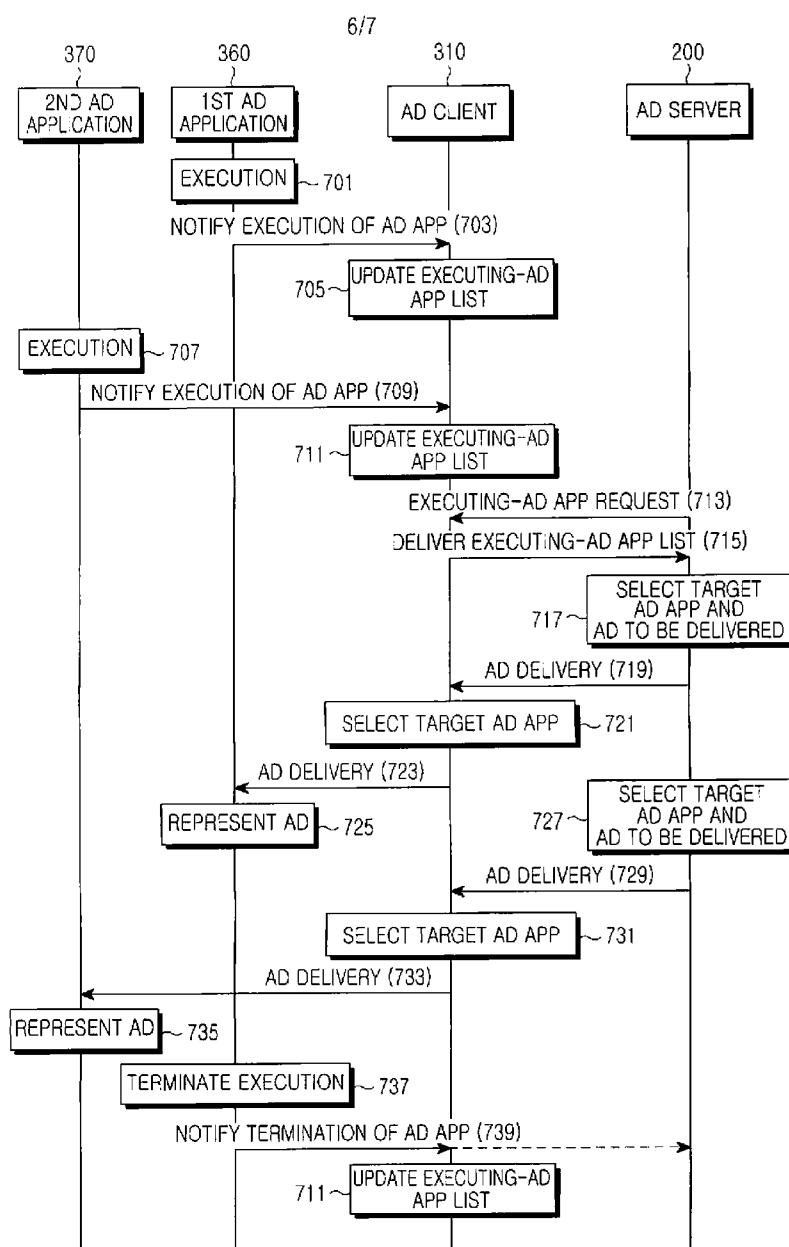 6/7
370
360
310
200
2ND AD
APPLICATION
1ST AD
APPLICATION
AD CLIENT
AD SERVER
EXECUTION
701
NOTIFY EXECUTION OF AD APP (703)
705
UPDATE EXECUTING-AD
APP LIST
EXECUTION
707
NOTIFY EXECUTION OF AD APP (709)
711
UPDATE EXECUTING-AD
APP LIST
EXECUTING-AD APP REQUEST (713)
DELIVER EXECUTING-AD APP LIST (715)
717
SELECT TARGET
AD APP AND
AD TO BE DELIVERED
AD DELIVERY (719)
SELECT TARGET AD APP
721
AD DELIVERY (723)
REPRESENT AD
725
727
SELECT TARGET
AD APP AND
AD TO BE DELIVERED
AD DELIVERY (729)
SELECT TARGET AD APP
731
AD DELIVERY (733)
REPRESENT AD
735
TERMINATE EXECUTION
737
NOTIFY TERMINATION OF AD APP (739)
711
UPDATE EXECUTING-AD
APP LIST